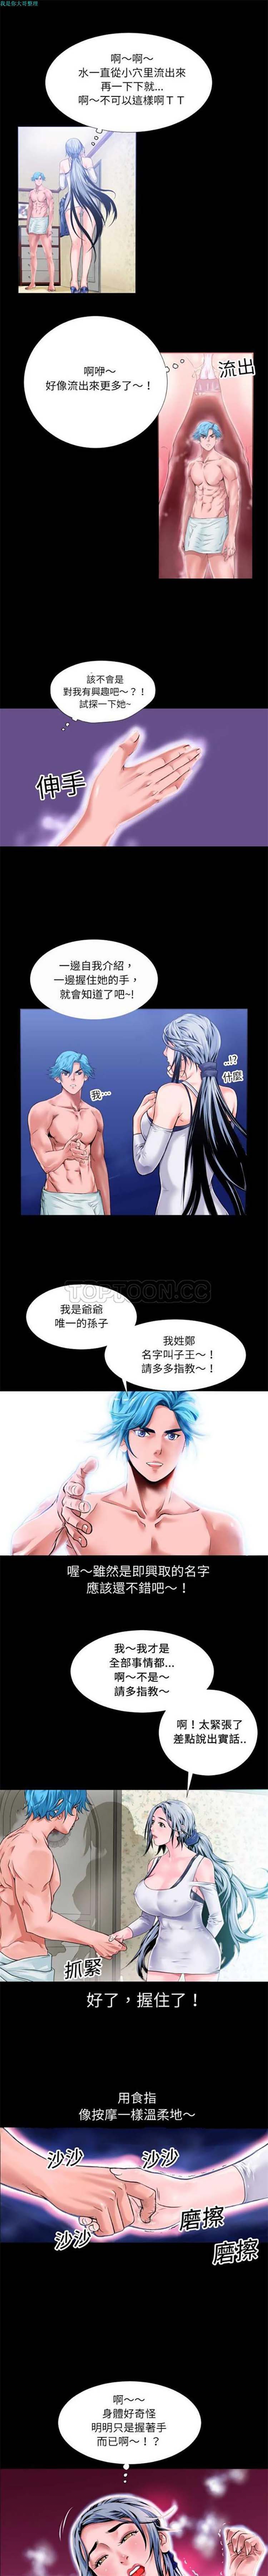 我是你大哥整理
啊～啊～
水一直從小穴里流出來
再一下下就...
啊～不可以這樣啊ＴＴ
流出
啊咿～
好像流出來更多了～！
該不會是
對我有興趣吧～？！
試探一下她~
伸手
一邊自我介紹，
一邊握住她的手，
就會知道了吧~!
..!?
什麼
我...
TOPTOON.CC
我是爺爺
唯一的孫子
我姓鄭
名字叫子王～！
請多多指教～！
喔～雖然是即興取的名字
應該還不錯吧～！
我～我才是
全部事情都...
啊～不是～
請多指教～
啊！太緊張了
差點說出實話..
抓緊
好了，握住了！
用食指
像按摩一樣溫柔地～
沙沙
沙沙
沙沙
磨擦
磨擦
啊～～
身體好奇怪
明明只是握著手
而已啊～！？